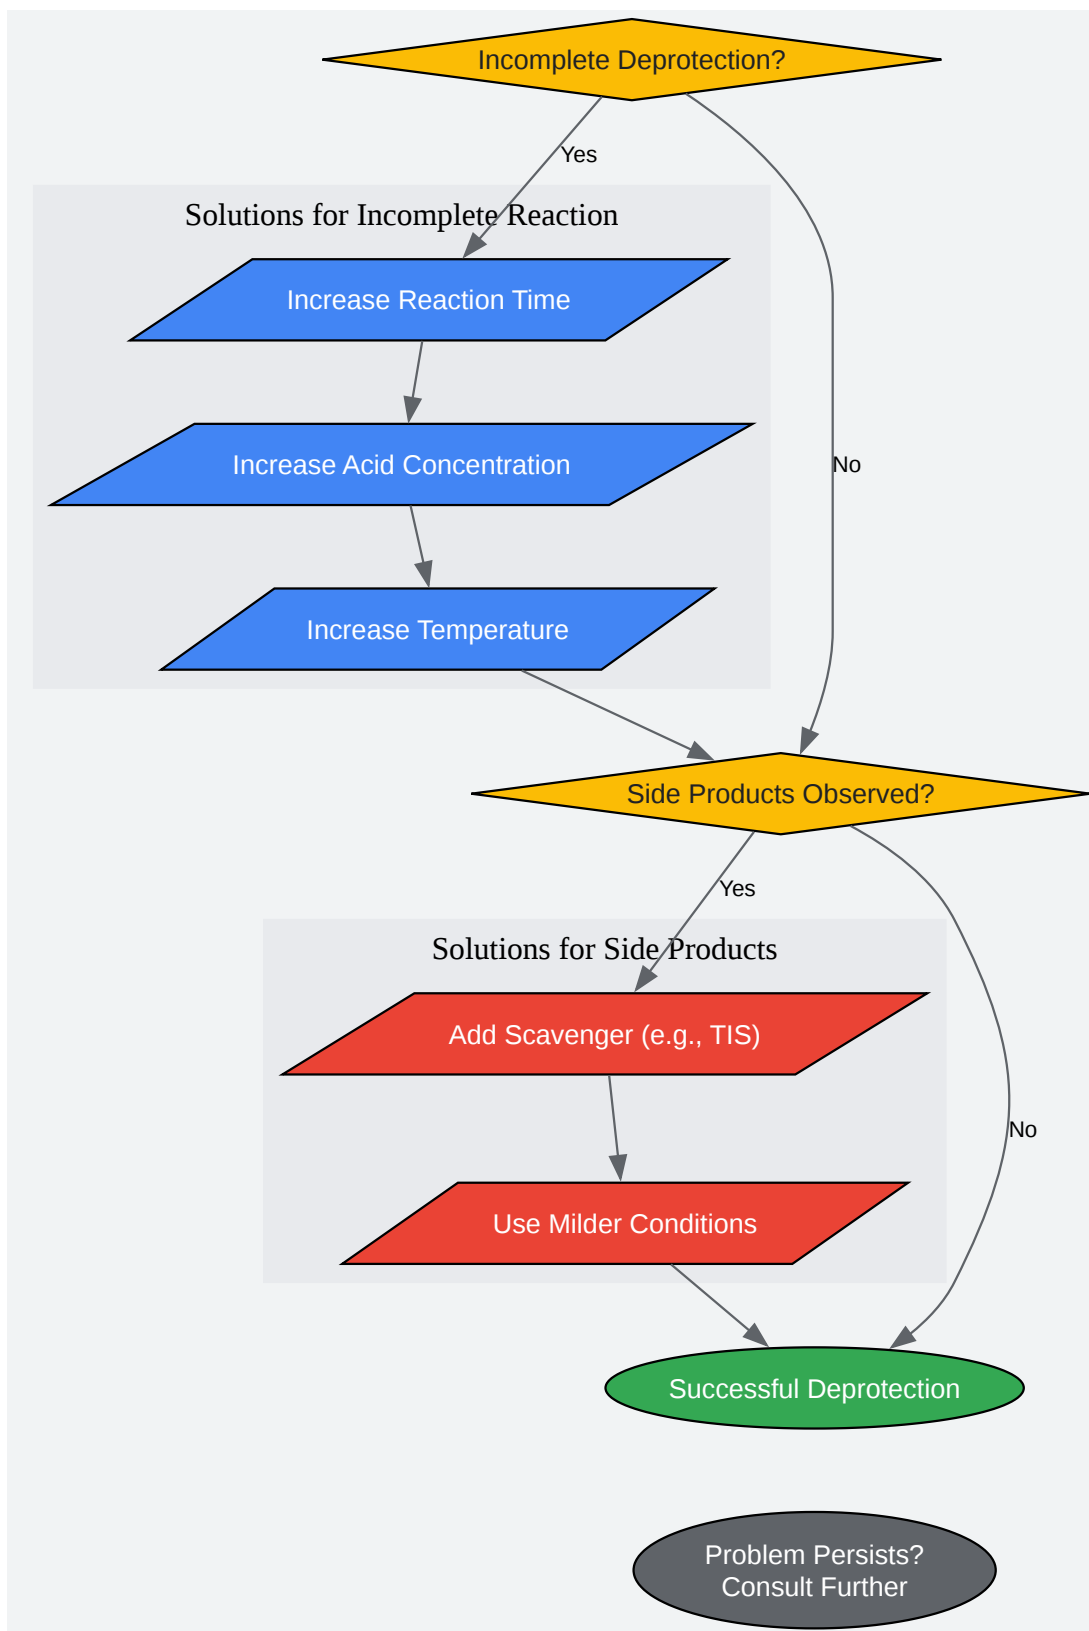 Incomplete Deprotection?
Yes
Solutions for Incomplete Reaction
Increase Reaction Time
Increase Acid Concentration
No
Increase Temperature
Side Products Observed?
Yes
Solutions for Side Products
Add Scavenger (e.g., TIS)
No
Use Milder Conditions
Successful Deprotection
Problem Persists?
Consult Further